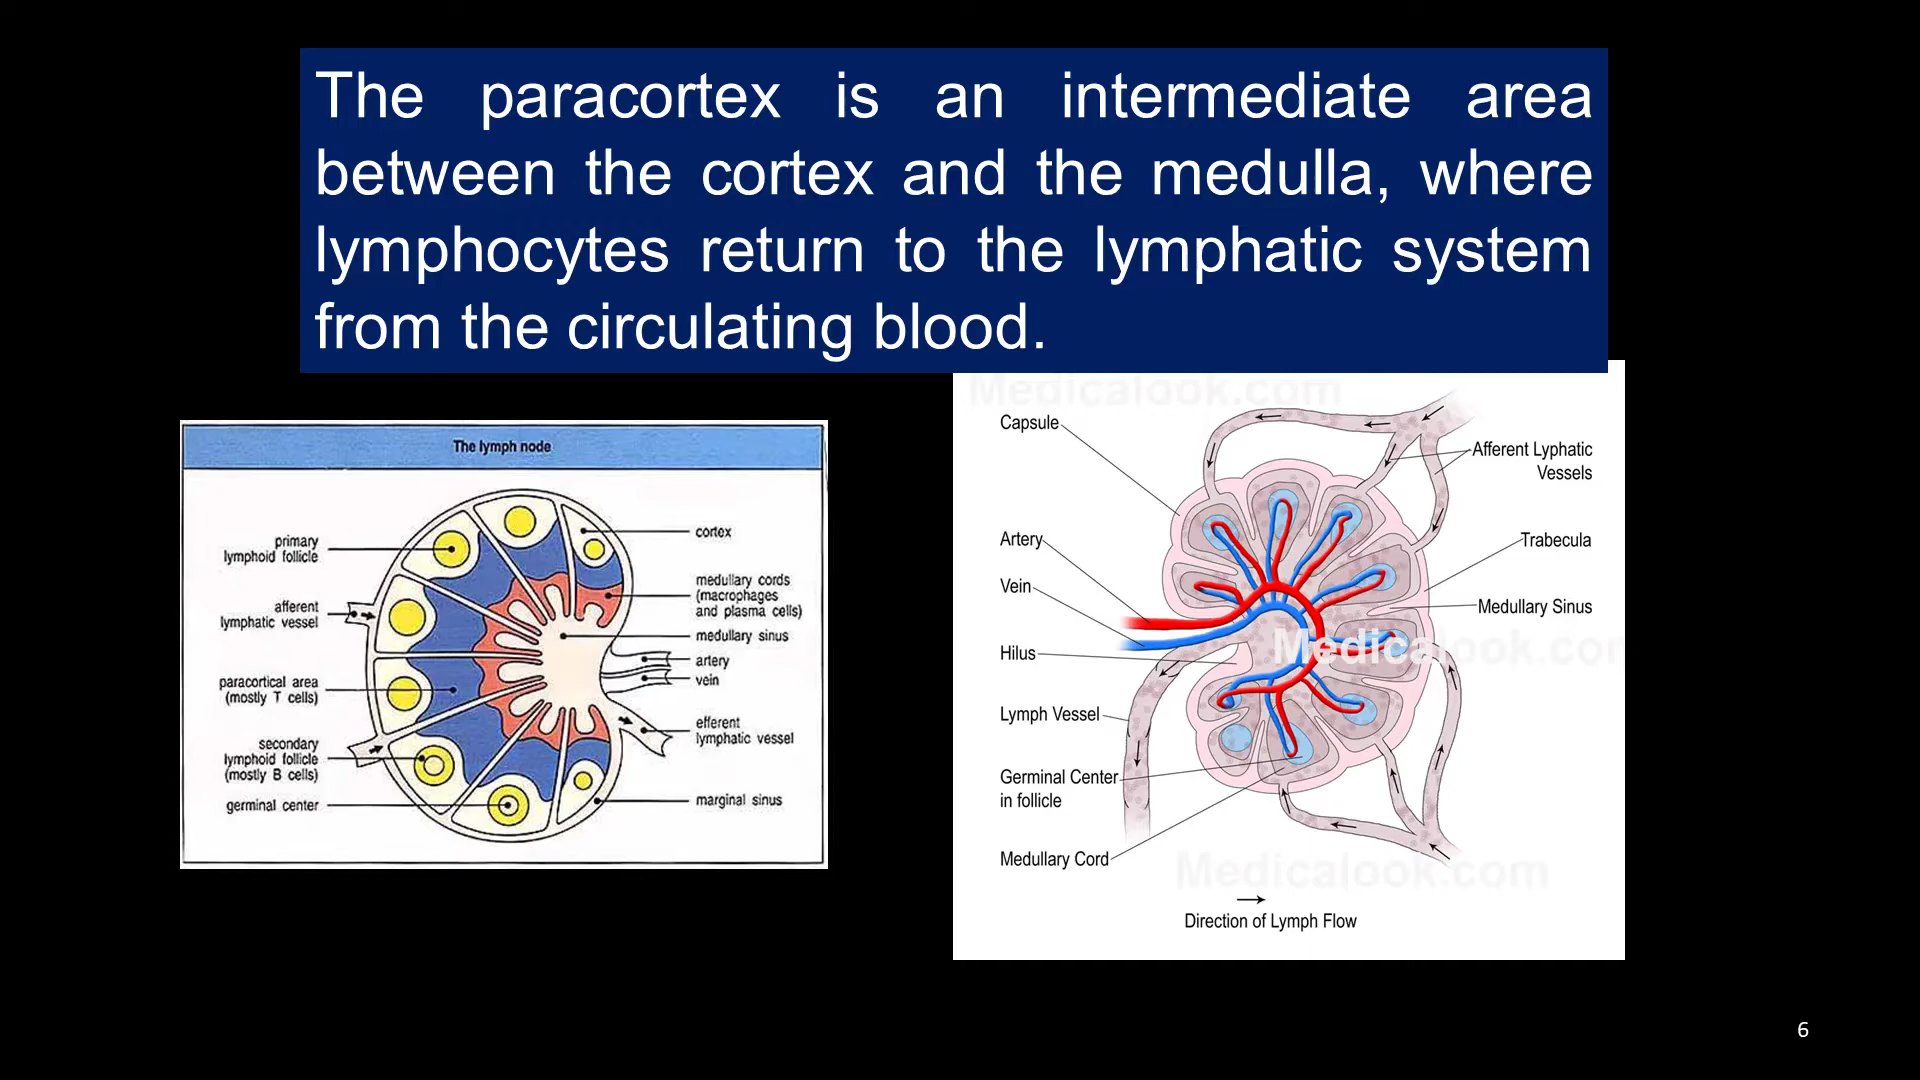 The paracortex is an intermediate area
between the cortex and the medulla, where
lymphocytes return to the lymphatic system
from the circulating blood.
The lymph node
primary
lymphoid follicle
afferent
lymphatic vessel
paracortical area
(mostly T cells)
secondary
lymphoid follicle
(mostly B cells)
germinal center
cortex
medullary cords
(macrophages
and plasma cells)
medullary sinus
artery
vein
efferent
lymphatic vessel
marginal sinus
Medicalook.com
Capsule
Artery
Vein
Hilus
Lymph Vessel
Germinal Center
in follicle
Medullary Cord
Afferent Lyphatic
Vessels
Trabecula
Medullary Sinus
Medicalook.com
Medicalook.com
Direction of Lymph Flow
6